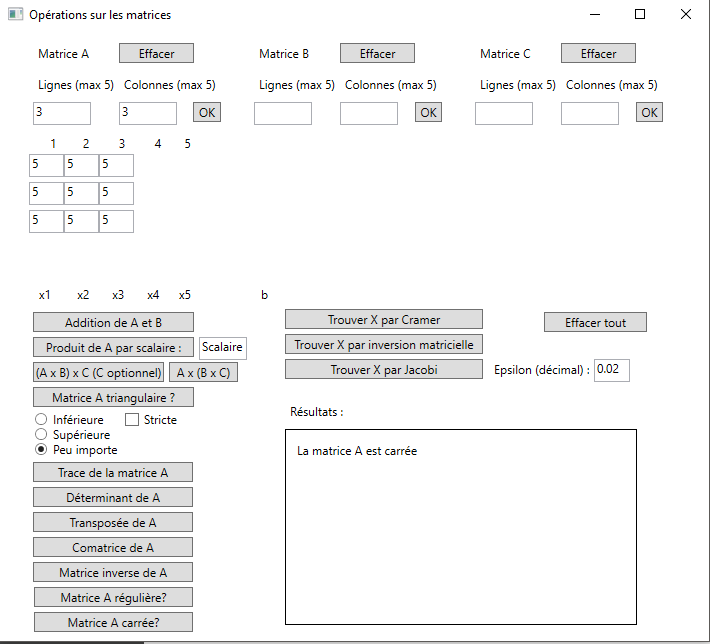 Opérations sur les matrices
Matrice A Effacer Matrice B Effacer Matrice C Effacer
Lignes (max 5) Colonnes (max 5) Lignes (max 5) Colonnes (max 5) Lignes (max 5) Colonnes (max 5)
3 3 OK OK OK
1 2 3 4 5
5 5 5
5 5 5
5 5 5
x1 x2 x3 x4 x5 b
Addition de A et B Trouver X par Cramer Effacer tout
Produit de A par scalaire : Scalaire Trouver X par inversion matricielle
(A x B) x C (C optionnel) A x (B x C) Trouver X par Jacobi Epsilon (décimal) : 0.02
Matrice A triangulaire ?
Inférieure Stricte Résultats :
Supérieure
Peu importe La matrice A est carrée
Trace de la matrice A
Déterminant de A
Transposée de A
Comatrice de A
Matrice inverse de A
Matrice A régulière?
Matrice A carrée?